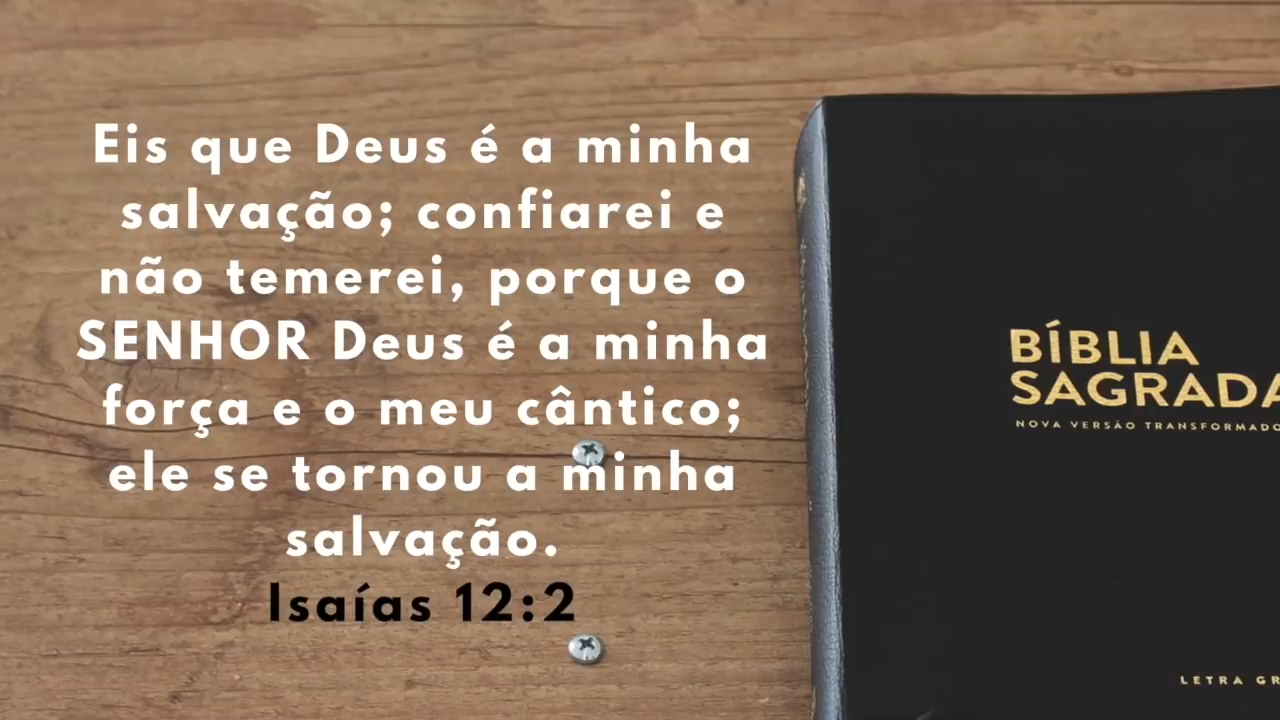 Eis que Deus é a minha
salvação; confiarei e
não temerei, porque o
SENHOR Deus é a minha
força e o meu cântico;
ele se tornou a minha
salvação.
Isaías 12:2
BÍBLIA
SAGRADA
NOVA VERSÃO TRANSFORMADO
LETRA GR